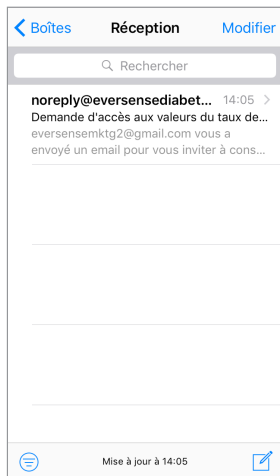 Boîtes Réception Modifier
Rechercher
noreply@eversensediabet... 14:05
Demande d'accès aux valeurs du taux de...
eversensemktg2@gmail.com vous a
envoyé un email pour vous inviter à cons...
Mise à jour à 14:05